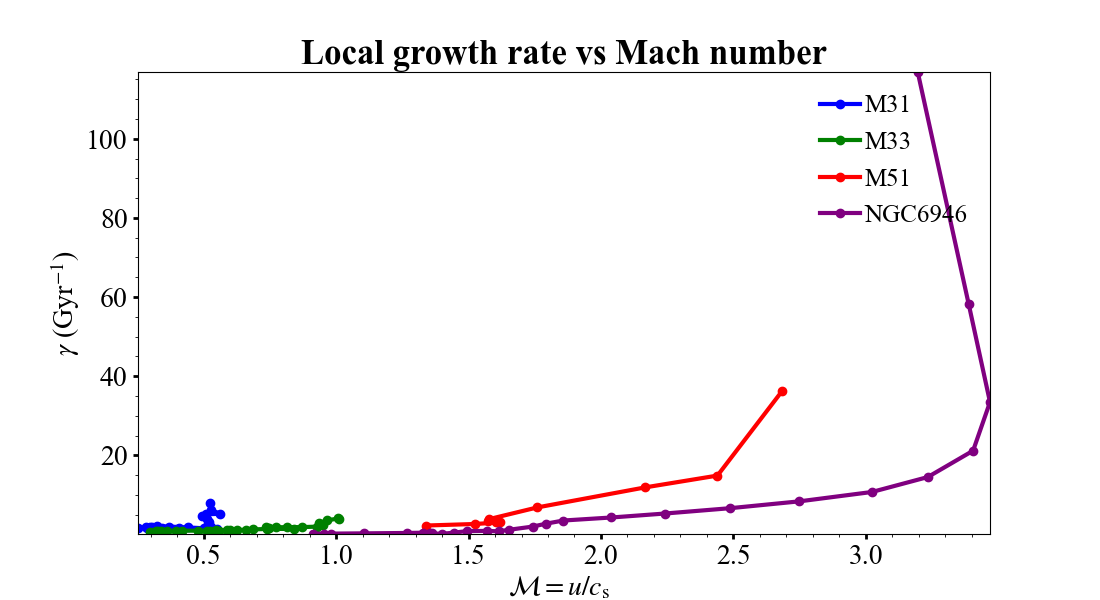 Local growth rate vs Mach number
M31
M33
M51
NGC6946
100
80
60
40
20
γ (Gyr⁻¹)
0.5 1.0 1.5 2.0 2.5 3.0
ℳ = u/cₛ